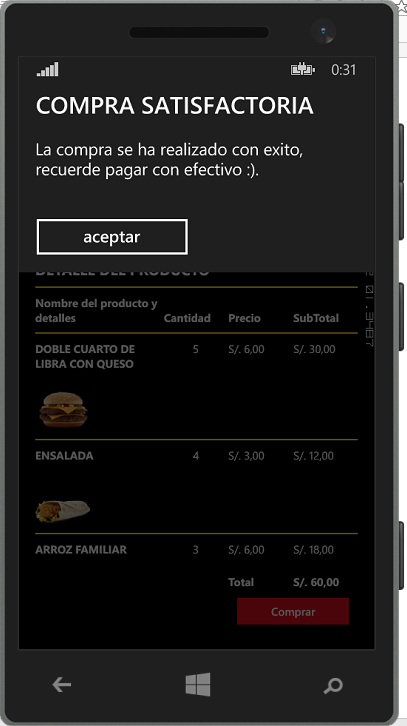 0:31
COMPRA SATISFACTORIA
La compra se ha realizado con exito,
recuerde pagar con efectivo :).
aceptar
DETALLE DEL PRODUCTO
Nombre del producto y detalles Cantidad Precio SubTotal
DOBLE CUARTO DE LIBRA CON QUESO 5 S/. 6,00 S/. 30,00
ENSALADA 4 S/. 3,00 S/. 12,00
ARROZ FAMILIAR 3 S/. 6,00 S/. 18,00
Total S/. 60,00
Comprar